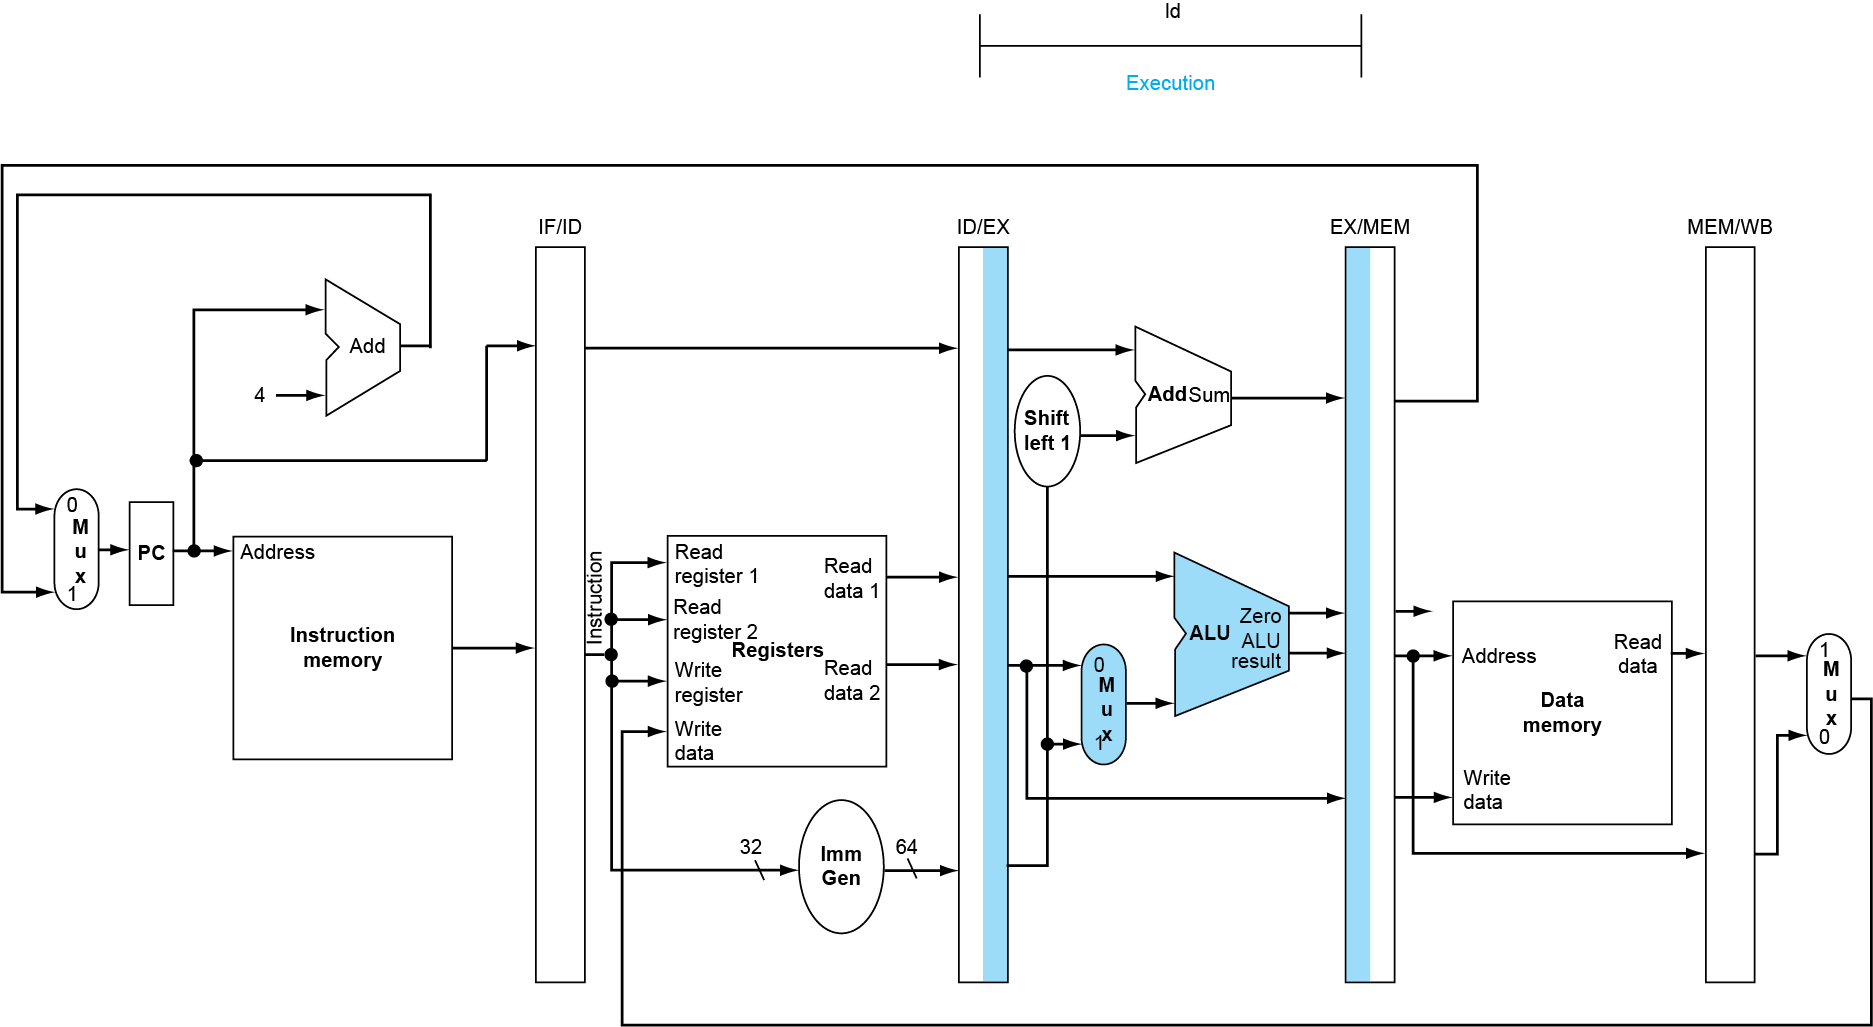 ld
Execution
IF/ID
ID/EX
EX/MEM
MEM/WB
Add
4
Add Sum
Shift
left 1
0
M
u
x
1
PC
Address
Instruction
memory
Instruction
Read
register 1
Read
register 2
Write
register
Write
data
Registers
Read
data 1
Read
data 2
32
Imm
Gen
64
0
M
u
x
1
ALU
Zero
ALU
result
Address
Read
data
Data
memory
Write
data
1
M
u
x
0